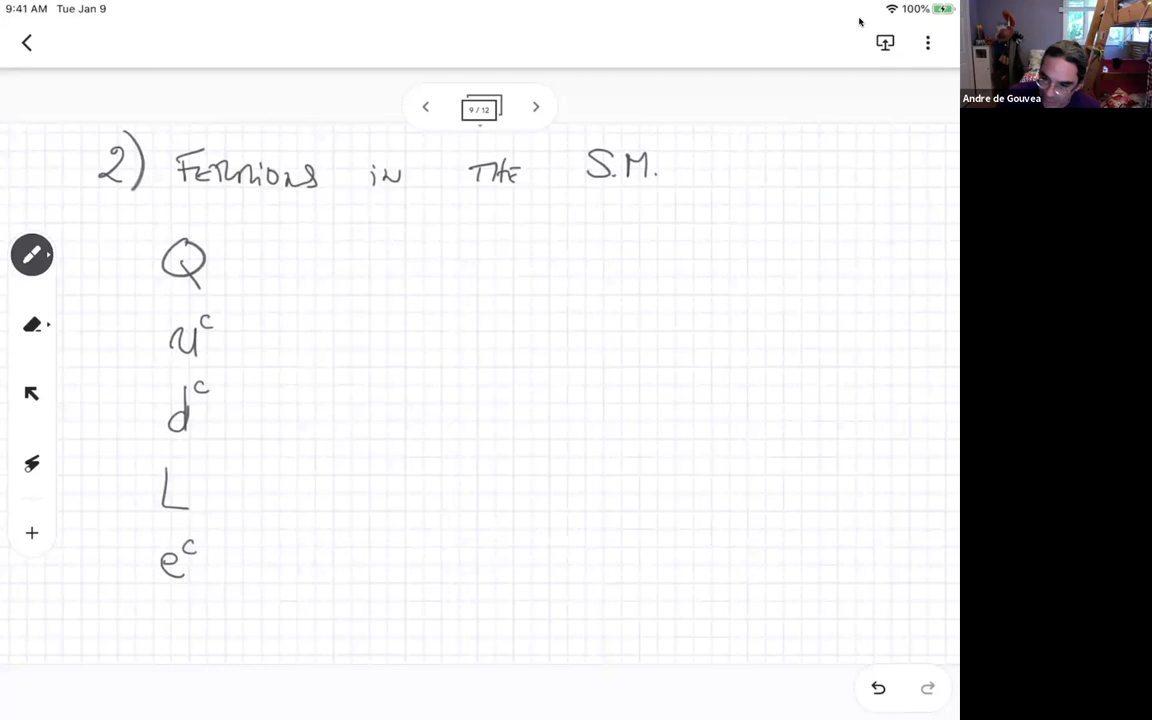 9:41 AM Tue Jan 9
100%
Andre de Gouvea
9 / 12
2) FERMIONS IN THE S.M.
Q
u^c
d^c
L
e^c